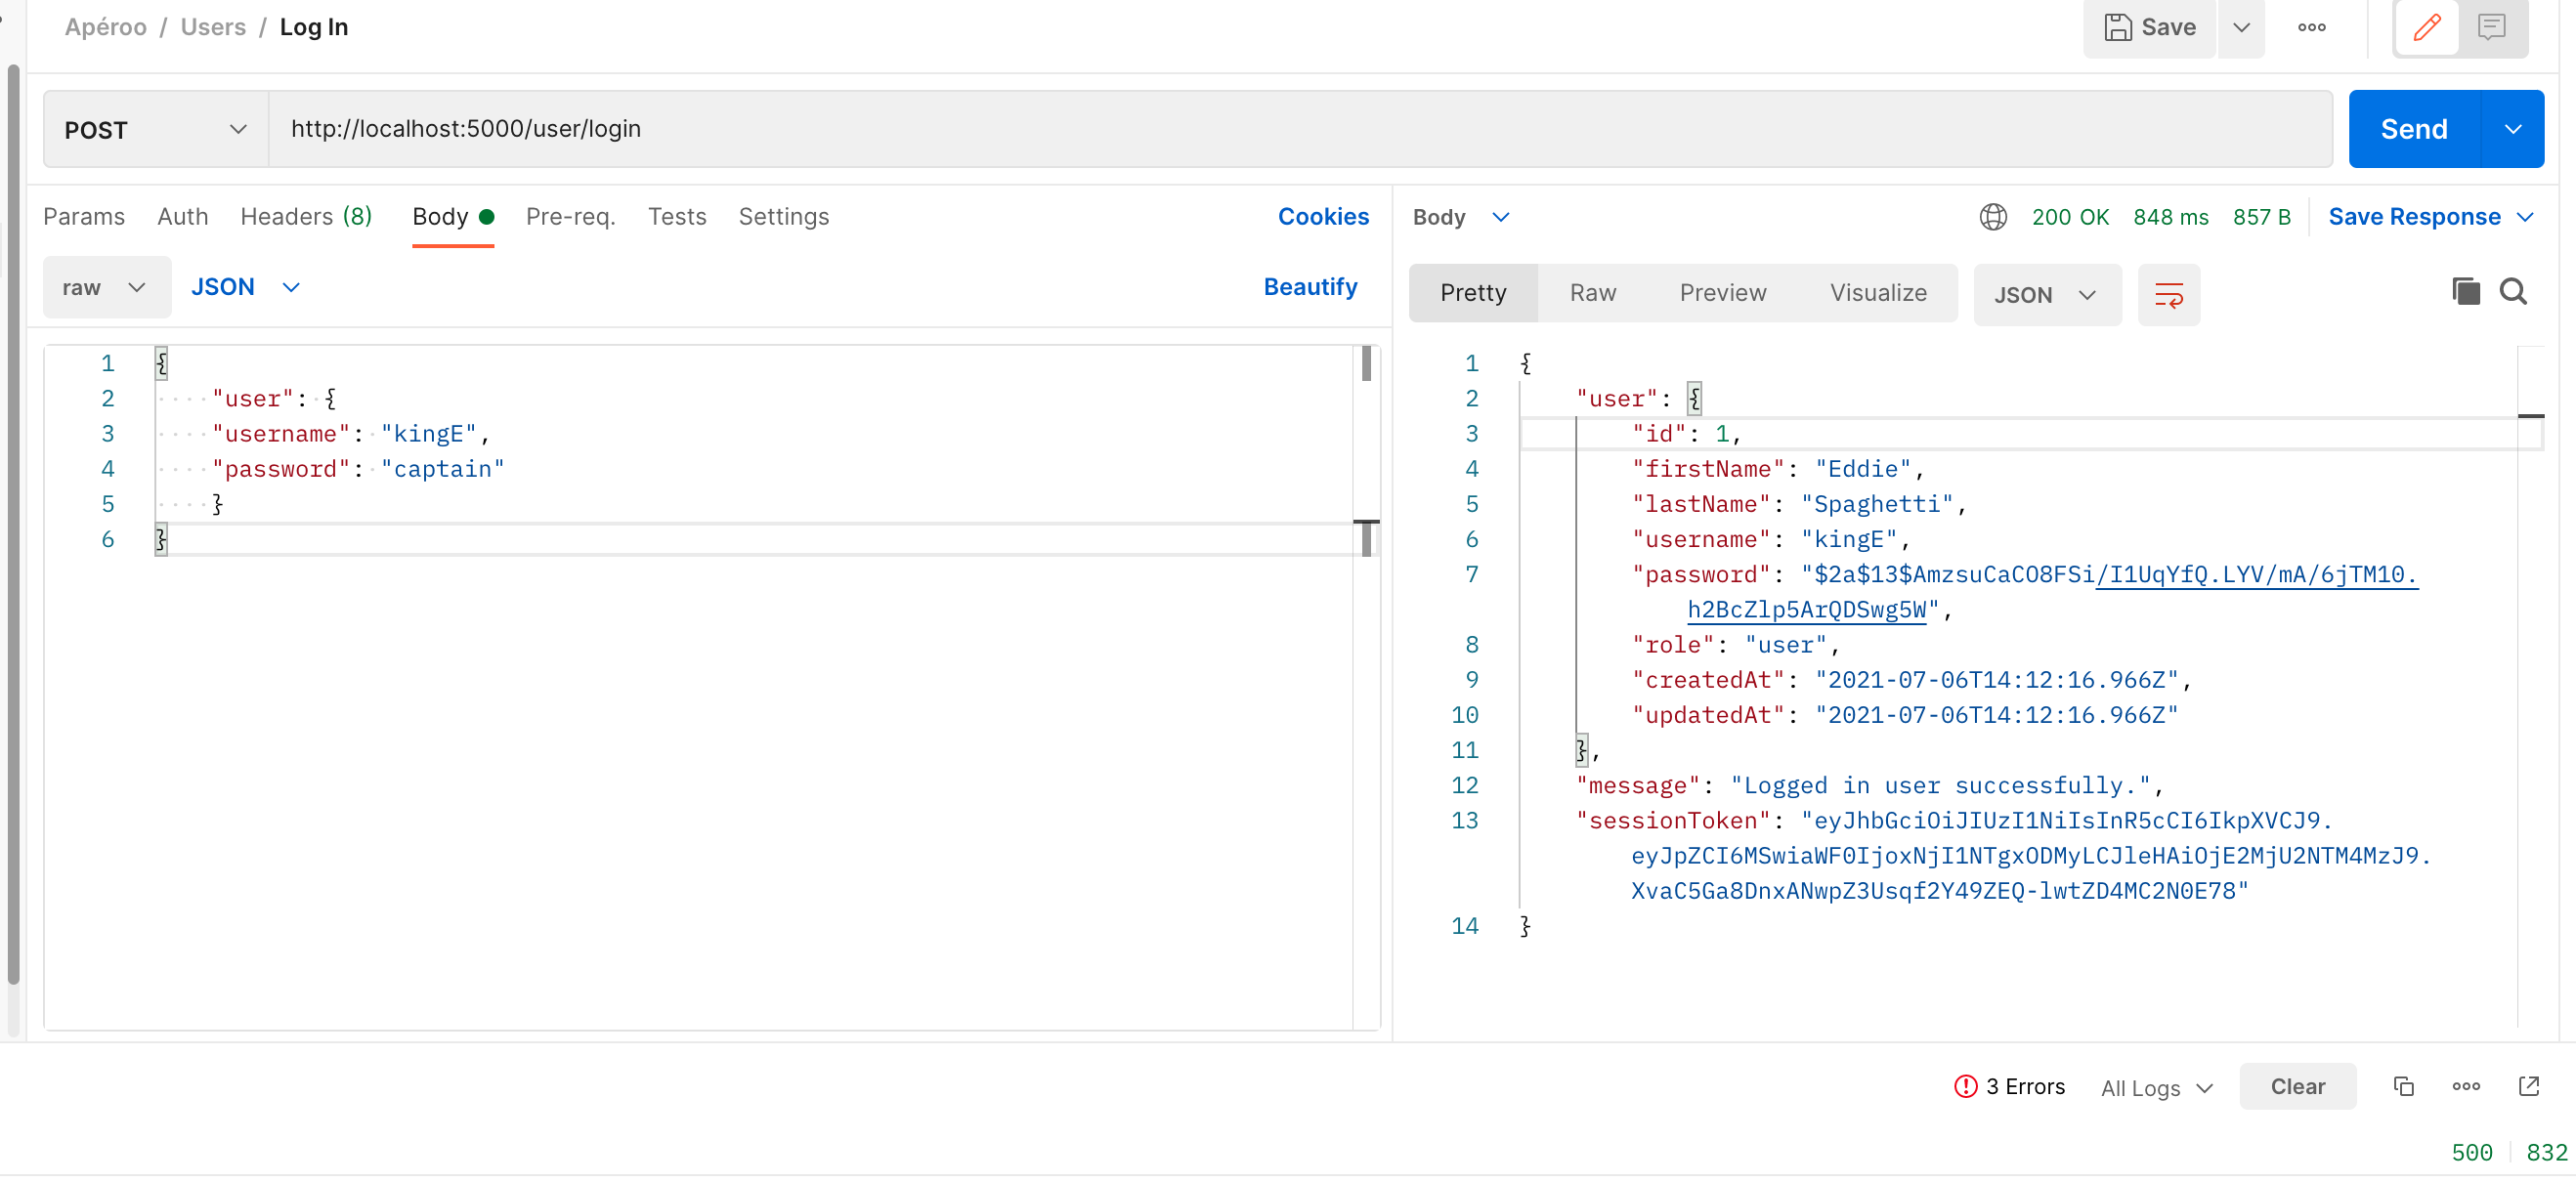 Apéroo / Users / Log In
Save
POST
http://localhost:5000/user/login
Send
Params Auth Headers (8) Body Pre-req. Tests Settings Cookies
raw JSON Beautify
1 {
2 "user": {
3 "username": "kingE",
4 "password": "captain"
5 }
6 }
Body 200 OK 848 ms 857 B Save Response
Pretty Raw Preview Visualize JSON
1 {
2 "user": {
3 "id": 1,
4 "firstName": "Eddie",
5 "lastName": "Spaghetti",
6 "username": "kingE",
7 "password": "$2a$13$AmzsuCaCO8FSi/I1UqYfQ.LYV/mA/6jTM10.
h2BcZlp5ArQDSwg5W",
8 "role": "user",
9 "createdAt": "2021-07-06T14:12:16.966Z",
10 "updatedAt": "2021-07-06T14:12:16.966Z"
11 },
12 "message": "Logged in user successfully.",
13 "sessionToken": "eyJhbGciOiJIUzI1NiIsInR5cCI6IkpXVCJ9.
eyJpZCI6MSwiaWF0IjoxNjI1NTgxODMyLCJleHAiOjE2MjU2NTM4MzJ9.
XvaC5Ga8DnxANwpZ3Usqf2Y49ZEQ-lwtZD4MC2N0E78"
14 }
3 Errors All Logs Clear
500 832